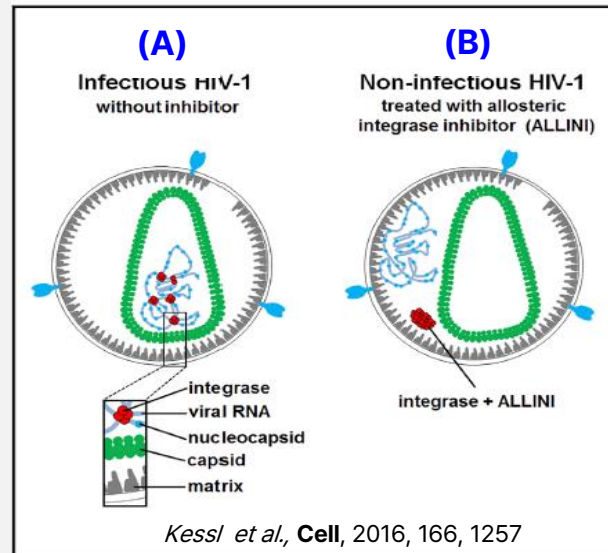 (A)
Infectious HIV-1
without inhibitor
(B)
Non-infectious HIV-1
treated with allosteric
integrase inhibitor (ALLINI)
integrase
viral RNA
nucleocapsid
capsid
matrix
integrase + ALLINI
Kessl et al., Cell, 2016, 166, 1257